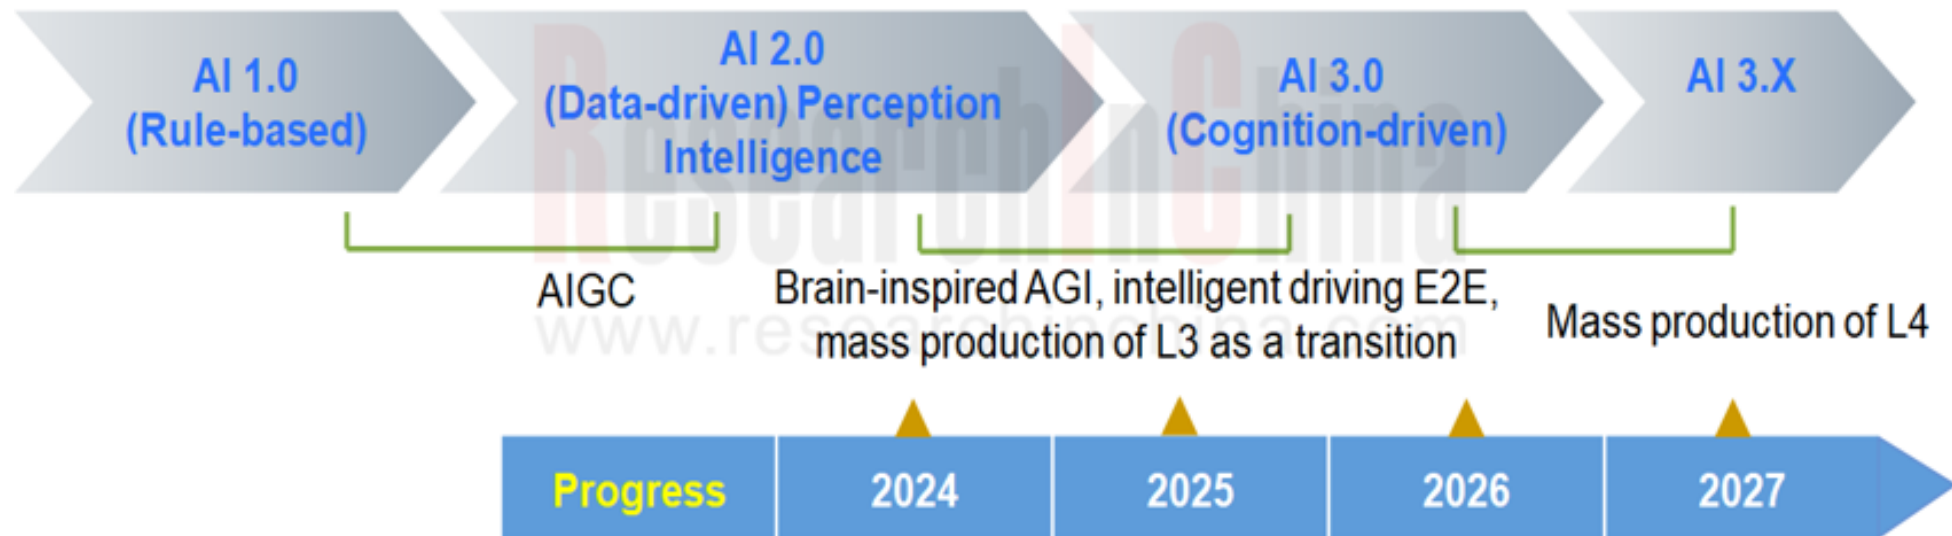 AI 1.0
(Rule-based)
AI 2.0
(Data-driven) Perception
Intelligence
AI 3.0
(Cognition-driven)
AI 3.X
ResearchInChina
www.researchinchina.com
AIGC
Brain-inspired AGI, intelligent driving E2E,
mass production of L3 as a transition
Mass production of L4
Progress
2024
2025
2026
2027